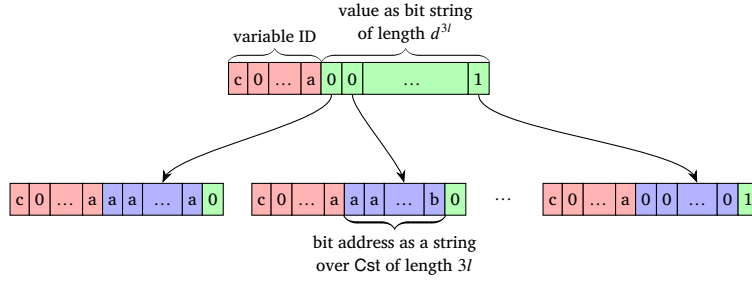 value as bit string
variable ID of length d^{3l}
c 0 … a 0 0 … 1
c 0 … a a a … a 0 c 0 … a a a … b 0 … c 0 … a 0 0 … 0 1
bit address as a string
over Cst of length 3l